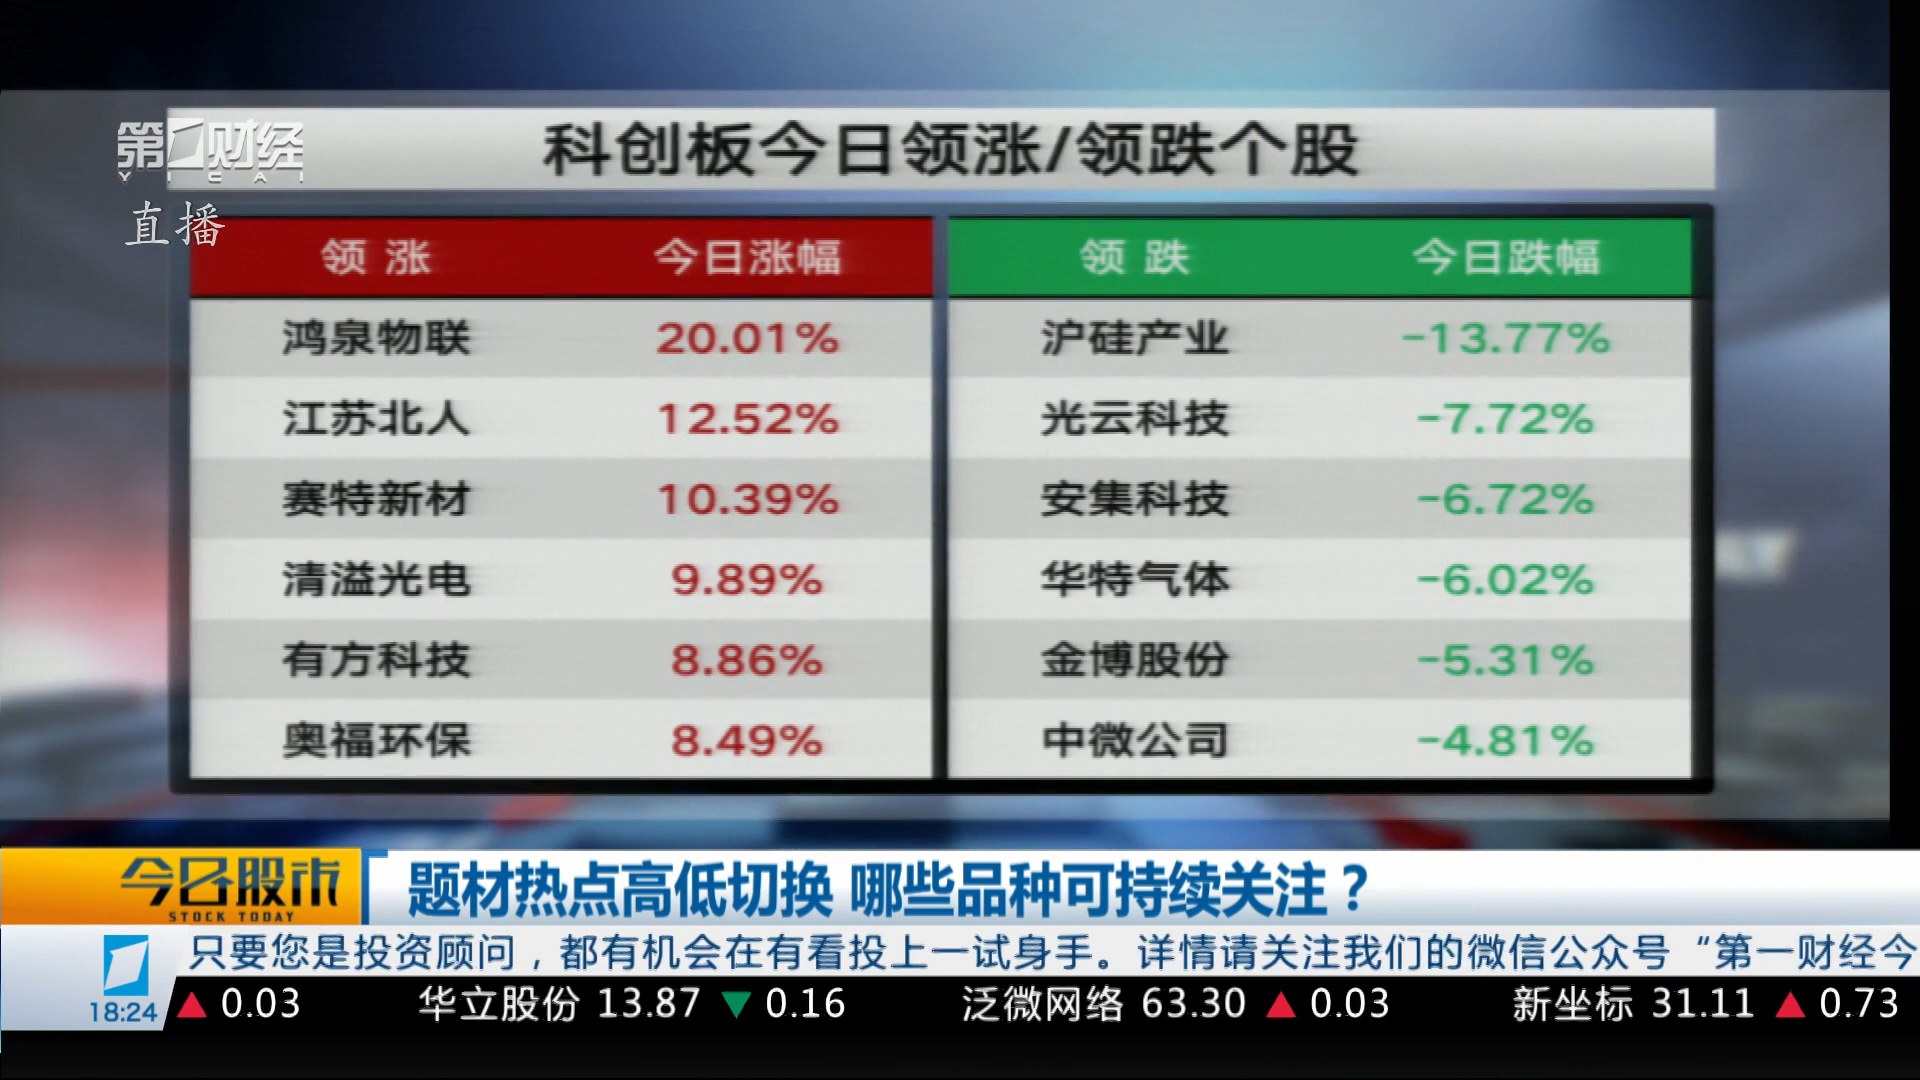 第一财经
YICAI
直播
科创板今日领涨/领跌个股
领涨 今日涨幅 领跌 今日跌幅
鸿泉物联 20.01% 沪硅产业 -13.77%
江苏北人 12.52% 光云科技 -7.72%
赛特新材 10.39% 安集科技 -6.72%
清溢光电 9.89% 华特气体 -6.02%
有方科技 8.86% 金博股份 -5.31%
奥福环保 8.49% 中微公司 -4.81%
今日股市
STOCK TODAY
题材热点高低切换 哪些品种可持续关注？
只要您是投资顾问，都有机会在有看投上一试身手。详情请关注我们的微信公众号“第一财经今
18:24
▲ 0.03 华立股份 13.87 ▼ 0.16 泛微网络 63.30 ▲ 0.03 新坐标 31.11 ▲ 0.73